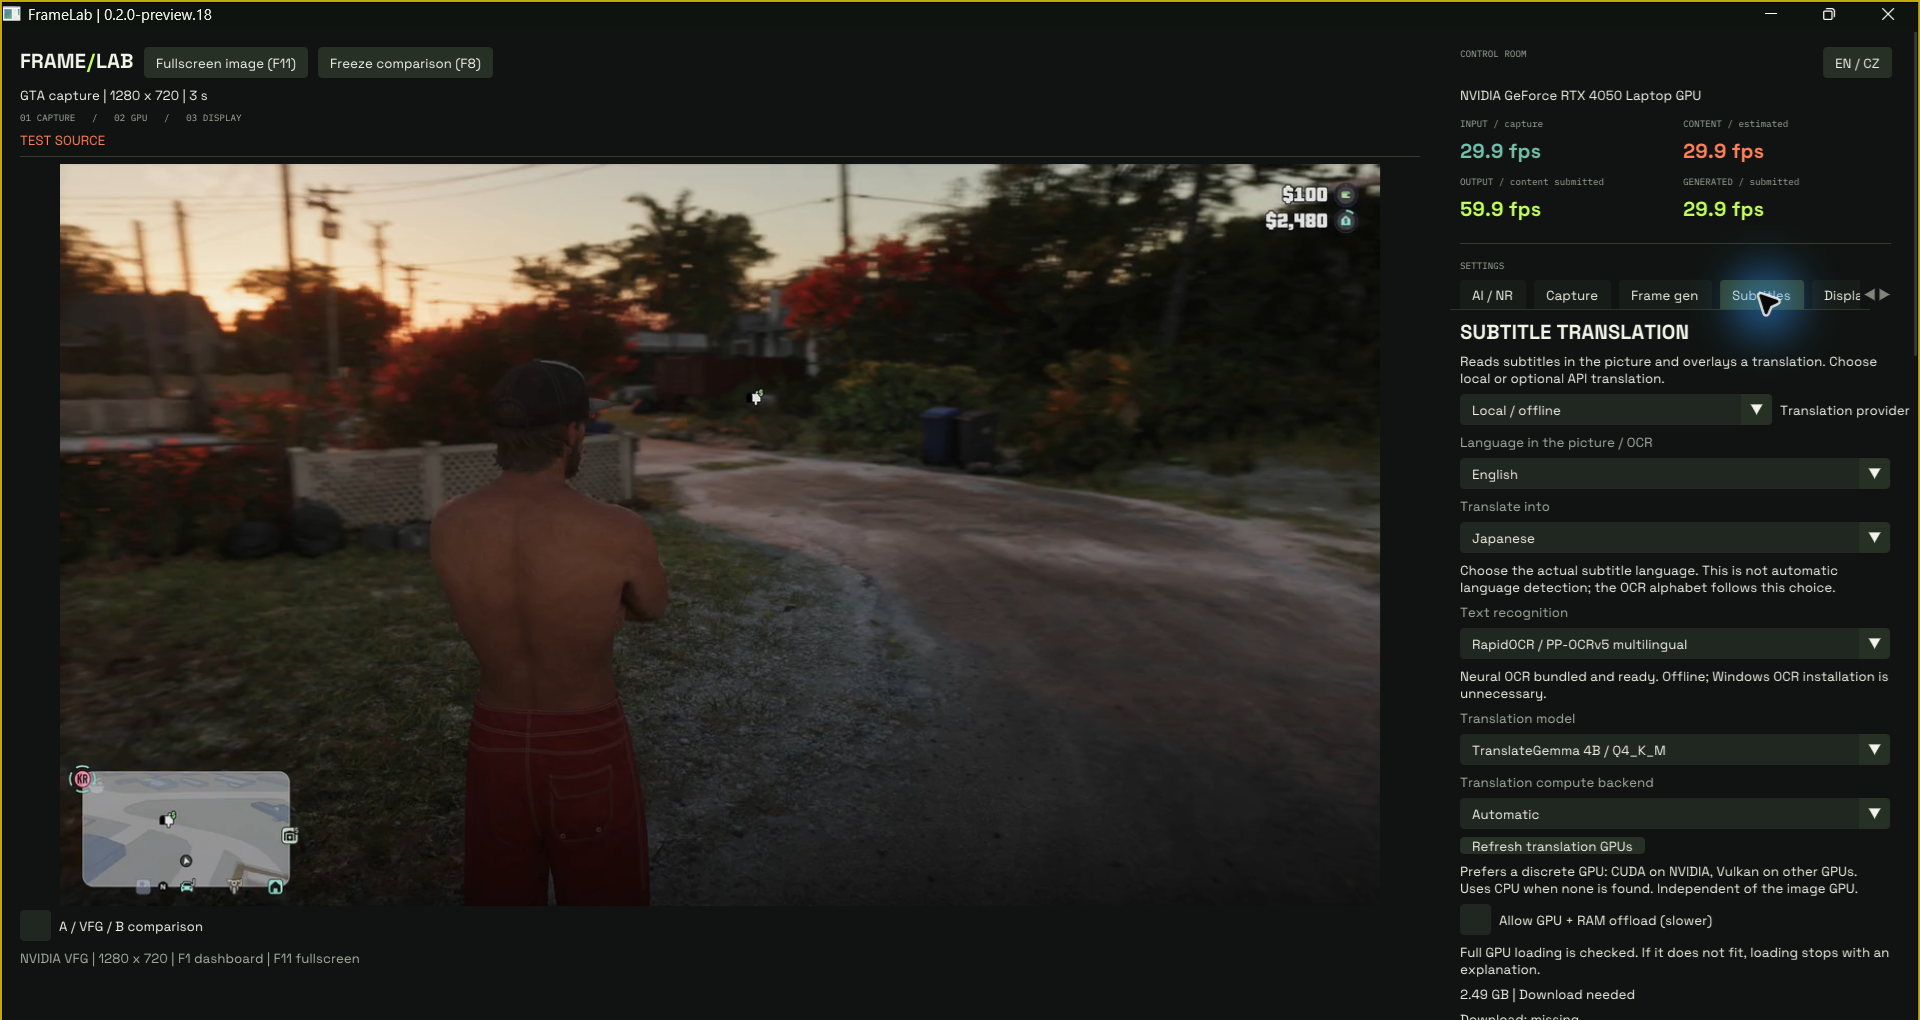 FrameLab | 0.2.0-preview.18
FRAME/LAB
Fullscreen image (F11)
Freeze comparison (F8)
GTA capture | 1280 x 720 | 3 s
01 CAPTURE / 02 GPU / 03 DISPLAY
TEST SOURCE
$100
$2,480
KR
N
A / VFG / B comparison
NVIDIA VFG | 1280 x 720 | F1 dashboard | F11 fullscreen
CONTROL ROOM
EN / CZ
NVIDIA GeForce RTX 4050 Laptop GPU
INPUT / capture
CONTENT / estimated
29.9 fps
29.9 fps
OUTPUT / content submitted
GENERATED / submitted
59.9 fps
29.9 fps
SETTINGS
AI / NR
Capture
Frame gen
Subtitles
Displa
SUBTITLE TRANSLATION
Reads subtitles in the picture and overlays a translation. Choose
local or optional API translation.
Local / offline
Translation provider
Language in the picture / OCR
English
Translate into
Japanese
Choose the actual subtitle language. This is not automatic
language detection; the OCR alphabet follows this choice.
Text recognition
RapidOCR / PP-OCRv5 multilingual
Neural OCR bundled and ready. Offline; Windows OCR installation is
unnecessary.
Translation model
TranslateGemma 4B / Q4_K_M
Translation compute backend
Automatic
Refresh translation GPUs
Prefers a discrete GPU: CUDA on NVIDIA, Vulkan on other GPUs.
Uses CPU when none is found. Independent of the image GPU.
Allow GPU + RAM offload (slower)
Full GPU loading is checked. If it does not fit, loading stops with an
explanation.
2.49 GB | Download needed
Download: missing